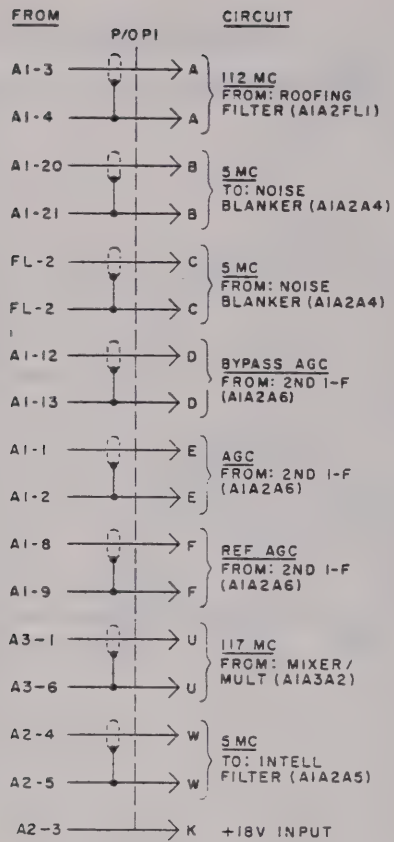 FROM CIRCUIT
P/O P1
A1-3 A
112 MC
FROM: ROOFING
FILTER (A1A2FL1)
A1-4 A
A1-20 B
5 MC
TO: NOISE
BLANKER (A1A2A4)
A1-21 B
FL-2 C
5 MC
FROM: NOISE
BLANKER (A1A2A4)
FL-2 C
A1-12 D
BYPASS AGC
FROM: 2ND I-F
(A1A2A6)
A1-13 D
A1-1 E
AGC
FROM: 2ND I-F
(A1A2A6)
A1-2 E
A1-8 F
REF AGC
FROM: 2ND I-F
(A1A2A6)
A1-9 F
A3-1 U
117 MC
FROM: MIXER/
MULT (A1A3A2)
A3-6 U
A2-4 W
5 MC
TO: INTELL
FILTER (A1A2A5)
A2-5 W
A2-3 K +18V INPUT